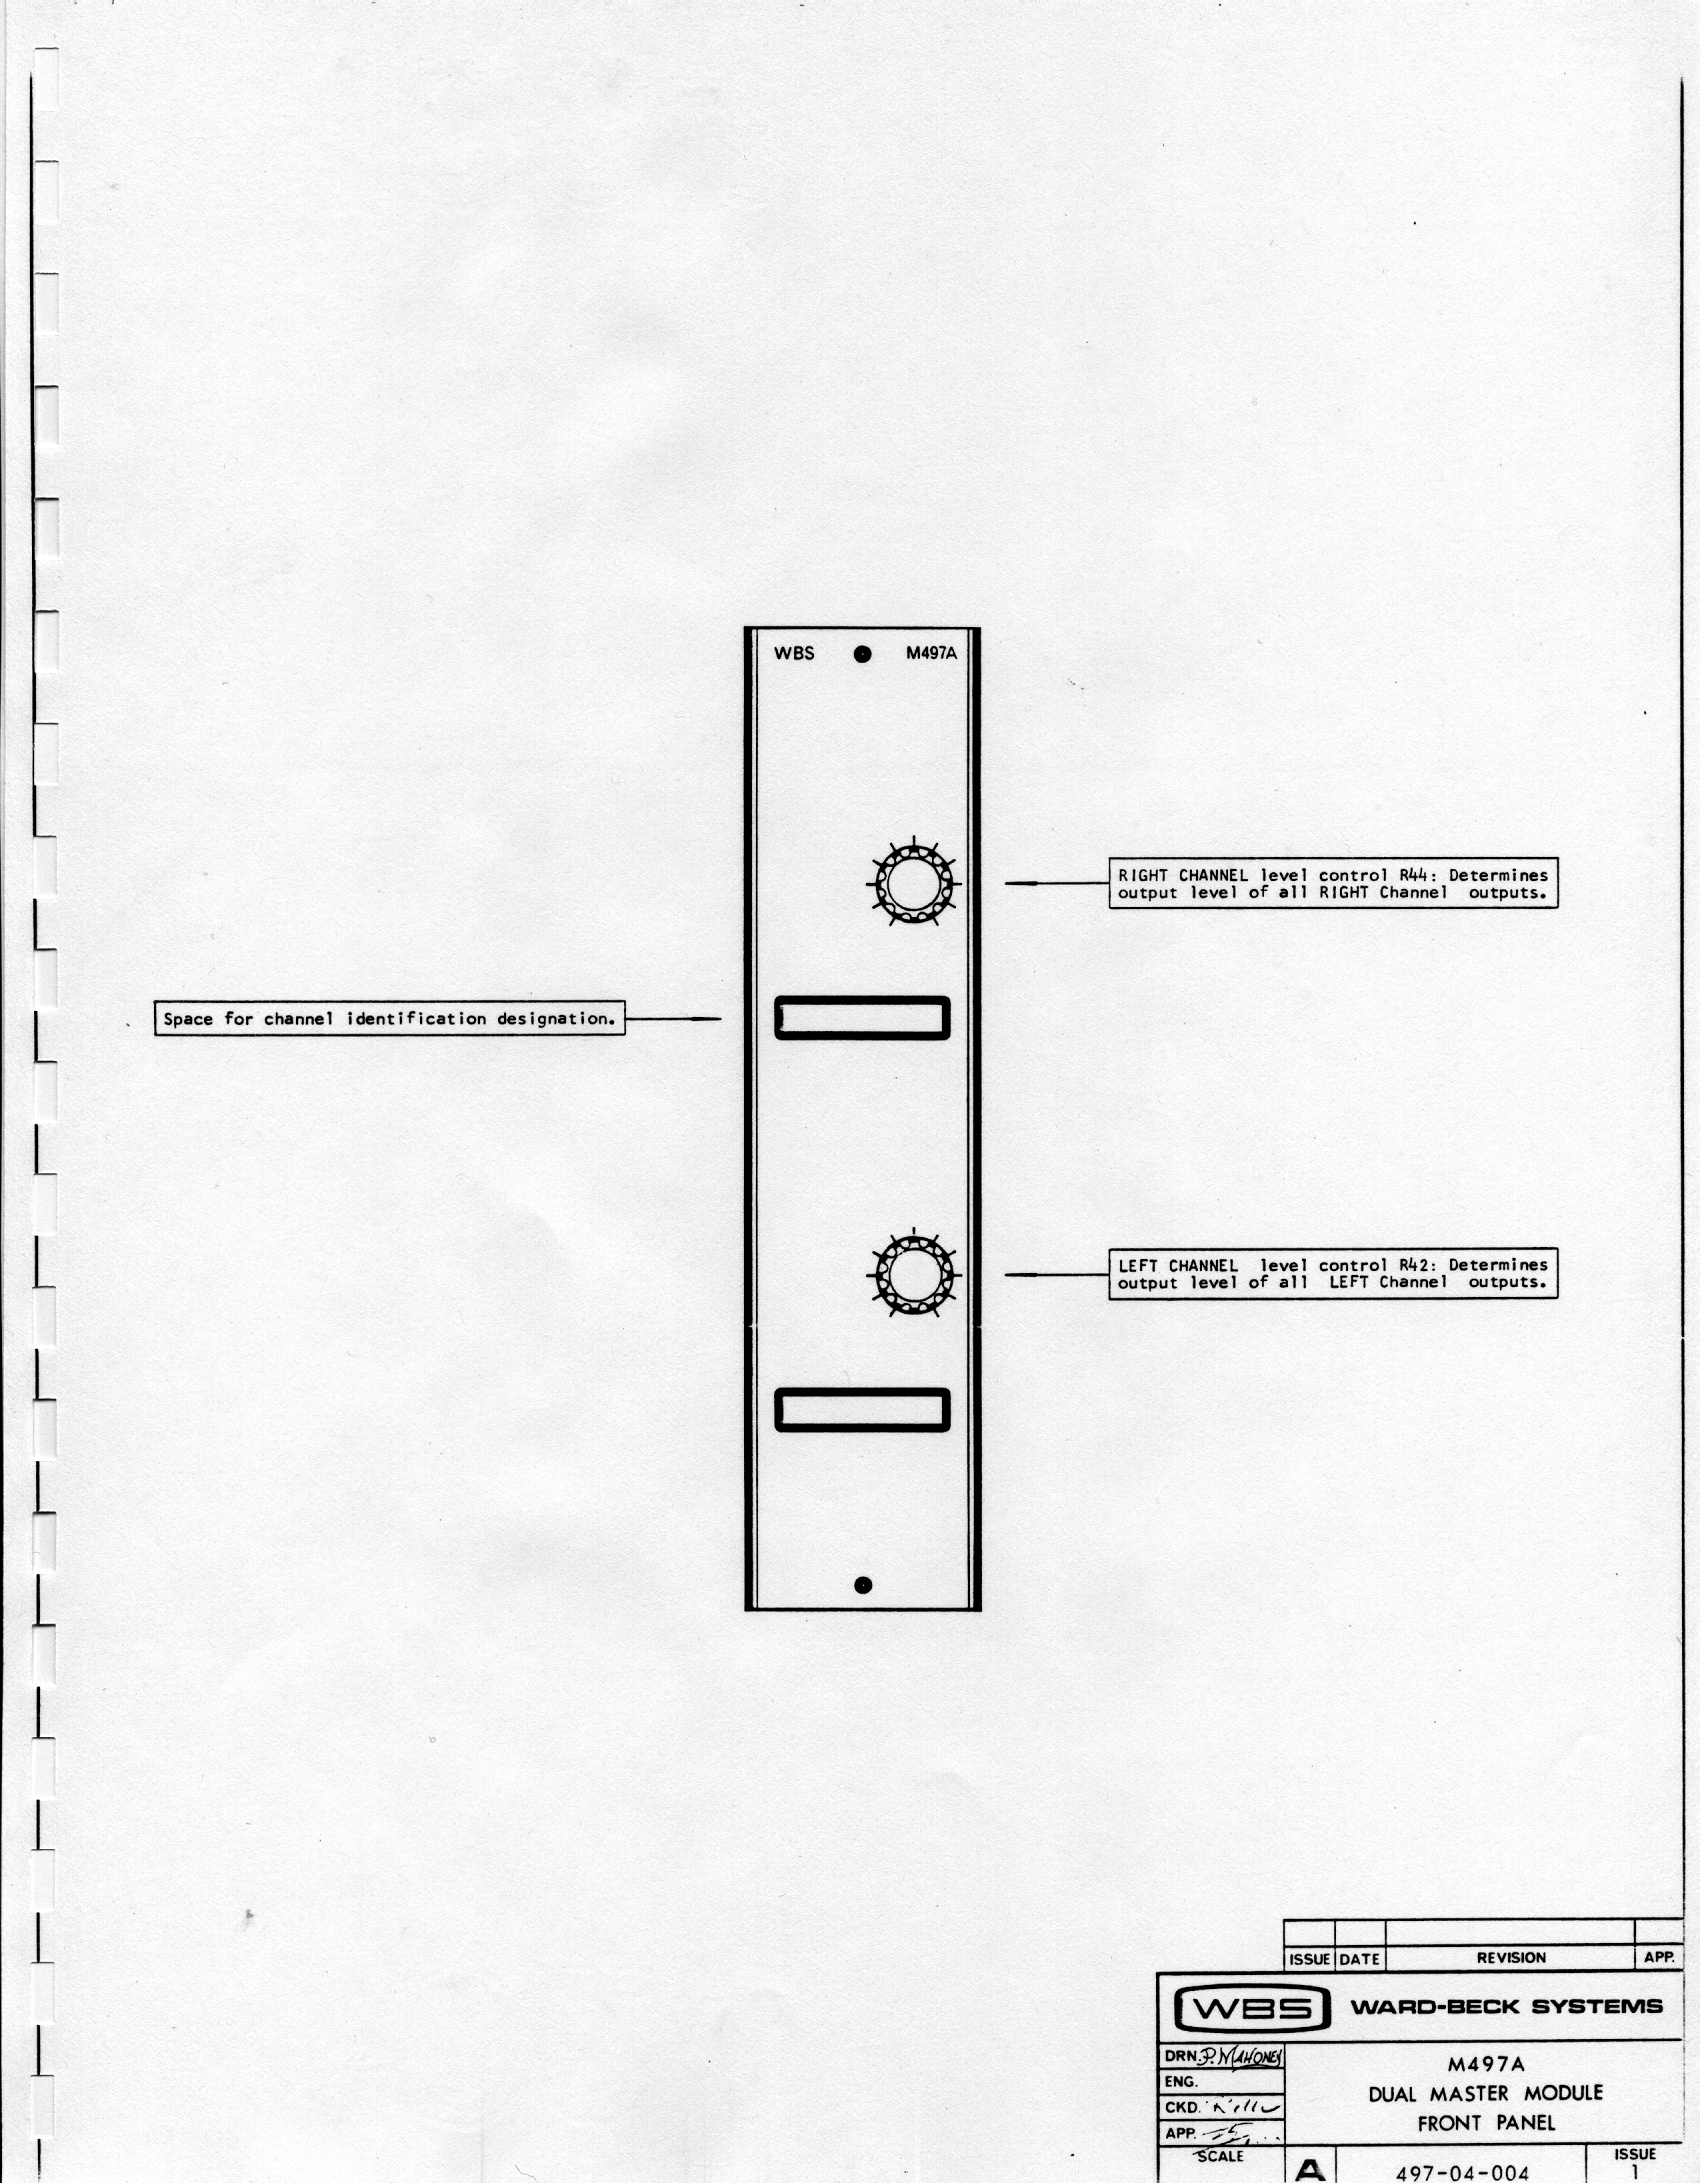 WBS M497A
RIGHT CHANNEL level control R44: Determines
output level of all RIGHT Channel outputs.
Space for channel identification designation.
LEFT CHANNEL level control R42: Determines
output level of all LEFT Channel outputs.
ISSUE DATE REVISION APP.
WBS WARD-BECK SYSTEMS
DRN. P. MAHONEY
ENG.
CKD.
APP.
SCALE
M497A
DUAL MASTER MODULE
FRONT PANEL
A 497-04-004 ISSUE
1